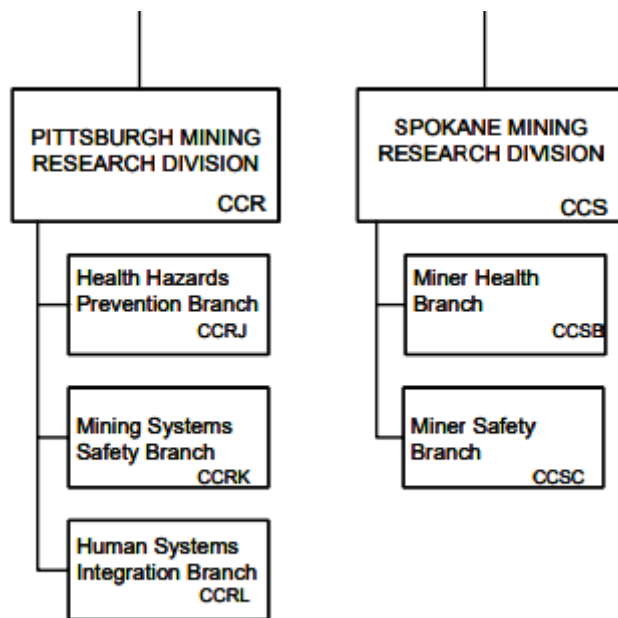 PITTSBURGH MINING
RESEARCH DIVISION
CCR
Health Hazards
Prevention Branch
CCRJ
Mining Systems
Safety Branch
CCRK
Human Systems
Integration Branch
CCRL
SPOKANE MINING
RESEARCH DIVISION
CCS
Miner Health
Branch
CCSB
Miner Safety
Branch
CCSC